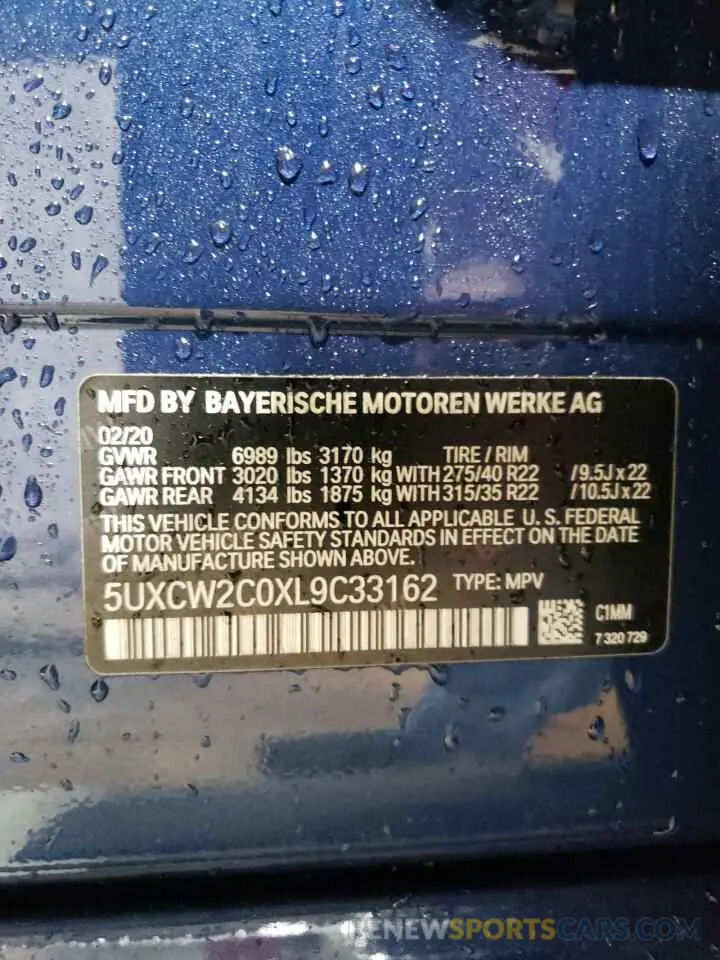 MFD BY BAYERISCHE MOTOREN WERKE AG
02/20
GVWR 6989 lbs 3170 kg TIRE / RIM
GAWR FRONT 3020 lbs 1370 kg WITH 275/40 R22 /9.5J x 22
GAWR REAR 4134 lbs 1875 kg WITH 315/35 R22 /10.5J x 22
THIS VEHICLE CONFORMS TO ALL APPLICABLE U.S. FEDERAL
MOTOR VEHICLE SAFETY STANDARDS IN EFFECT ON THE DATE
OF MANUFACTURE SHOWN ABOVE.
5UXCW2C0XL9C33162 TYPE: MPV
C1MM
7 320 729
RENEWSPORTSCARS.COM